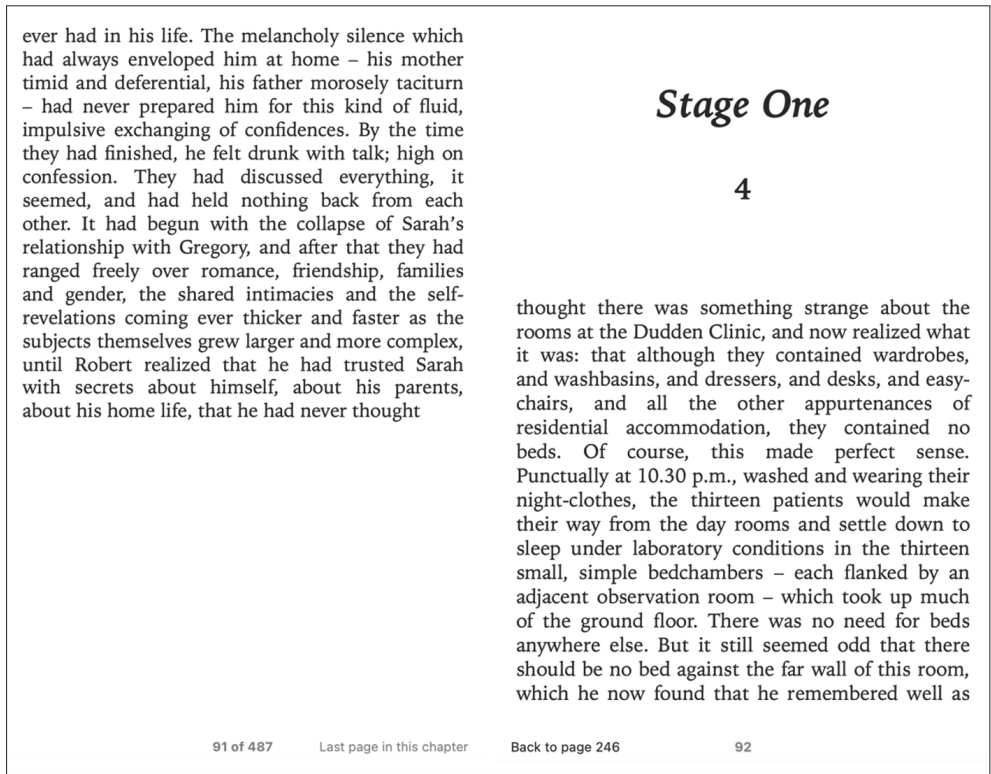 ever had in his life. The melancholy silence which
had always enveloped him at home – his mother
timid and deferential, his father morosely taciturn
– had never prepared him for this kind of fluid,
impulsive exchanging of confidences. By the time
they had finished, he felt drunk with talk; high on
confession. They had discussed everything, it
seemed, and had held nothing back from each
other. It had begun with the collapse of Sarah’s
relationship with Gregory, and after that they had
ranged freely over romance, friendship, families
and gender, the shared intimacies and the self-
revelations coming ever thicker and faster as the
subjects themselves grew larger and more complex,
until Robert realized that he had trusted Sarah
with secrets about himself, about his parents,
about his home life, that he had never thought
91 of 487
Last page in this chapter
Stage One
4
thought there was something strange about the
rooms at the Dudden Clinic, and now realized what
it was: that although they contained wardrobes,
and washbasins, and dressers, and desks, and easy-
chairs, and all the other appurtenances of
residential accommodation, they contained no
beds. Of course, this made perfect sense.
Punctually at 10.30 p.m., washed and wearing their
night-clothes, the thirteen patients would make
their way from the day rooms and settle down to
sleep under laboratory conditions in the thirteen
small, simple bedchambers – each flanked by an
adjacent observation room – which took up much
of the ground floor. There was no need for beds
anywhere else. But it still seemed odd that there
should be no bed against the far wall of this room,
which he now found that he remembered well as
Back to page 246
92